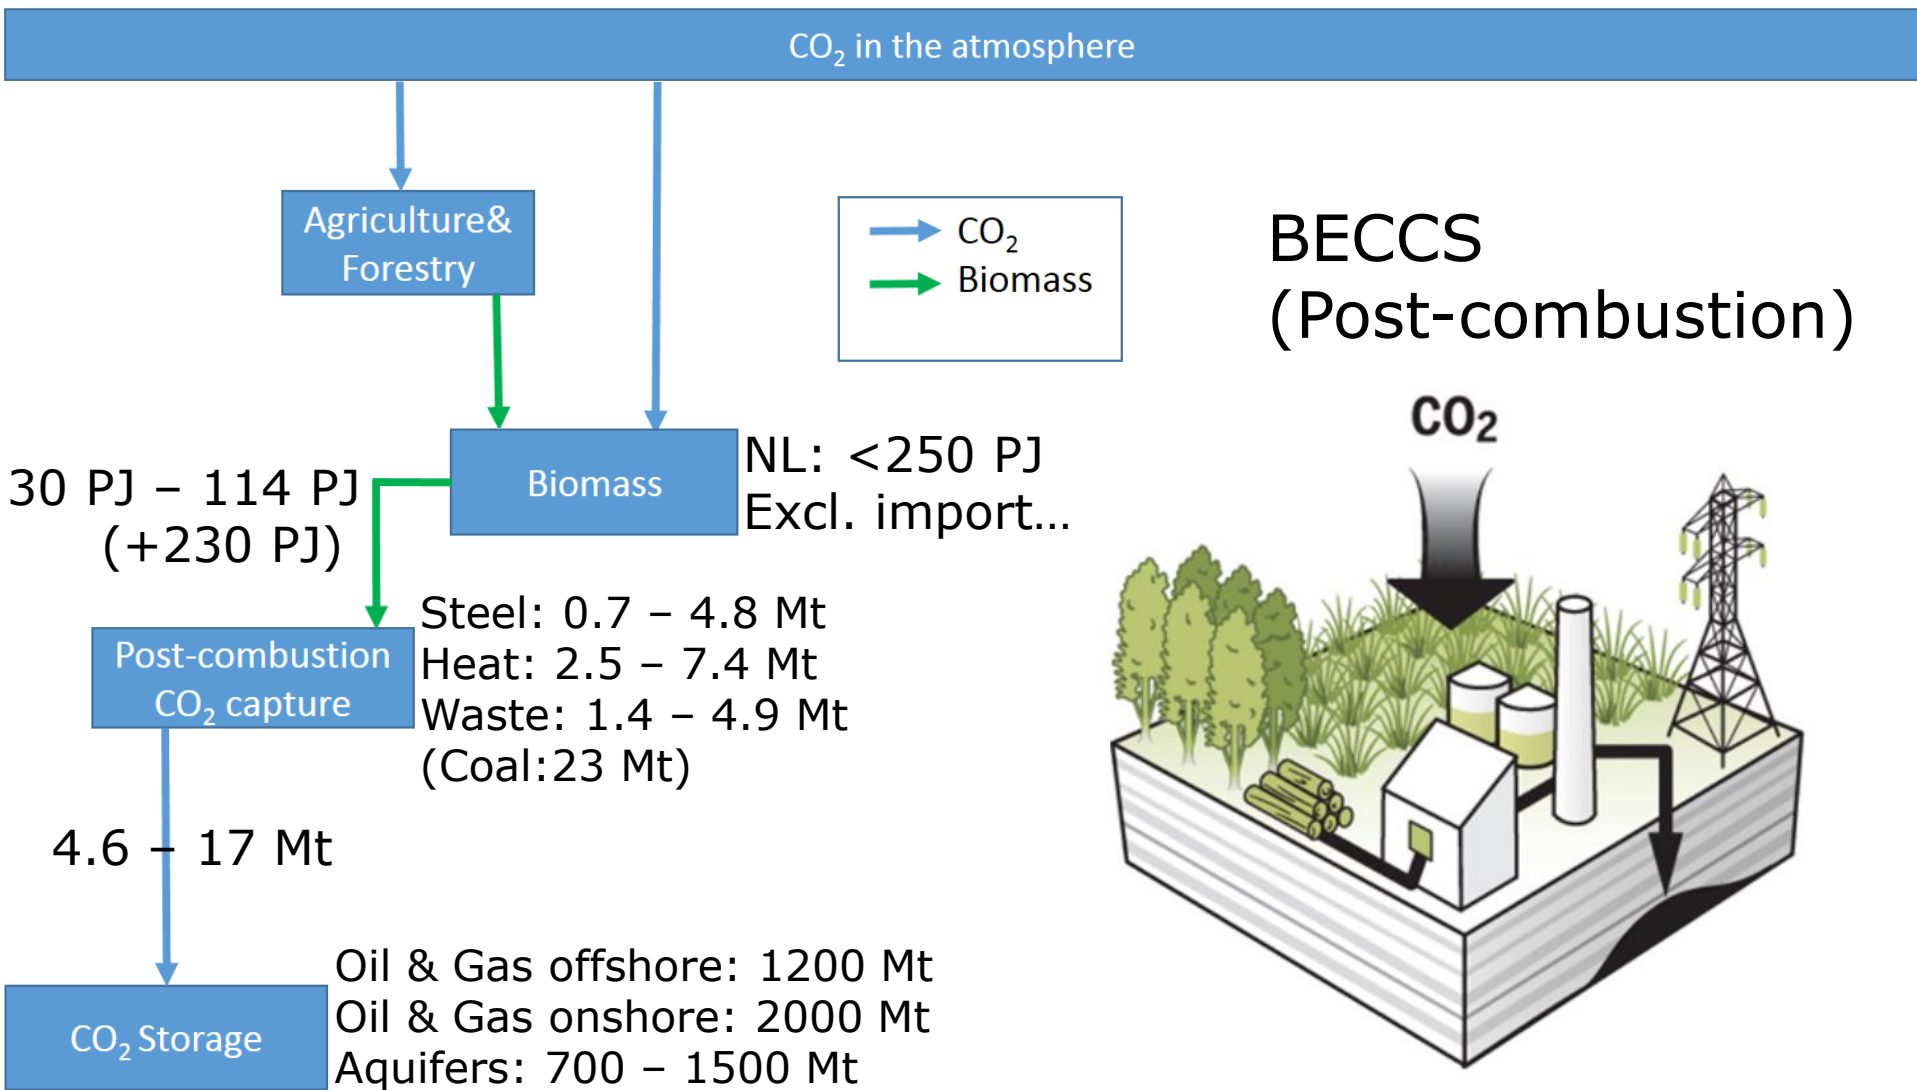 CO₂ in the atmosphere
Agriculture&
Forestry
CO₂
Biomass
BECCS
(Post-combustion)
CO₂
Biomass
NL: <250 PJ
Excl. import...
30 PJ – 114 PJ
(+230 PJ)
Post-combustion
CO₂ capture
Steel: 0.7 – 4.8 Mt
Heat: 2.5 – 7.4 Mt
Waste: 1.4 – 4.9 Mt
(Coal:23 Mt)
4.6 – 17 Mt
CO₂ Storage
Oil & Gas offshore: 1200 Mt
Oil & Gas onshore: 2000 Mt
Aquifers: 700 – 1500 Mt